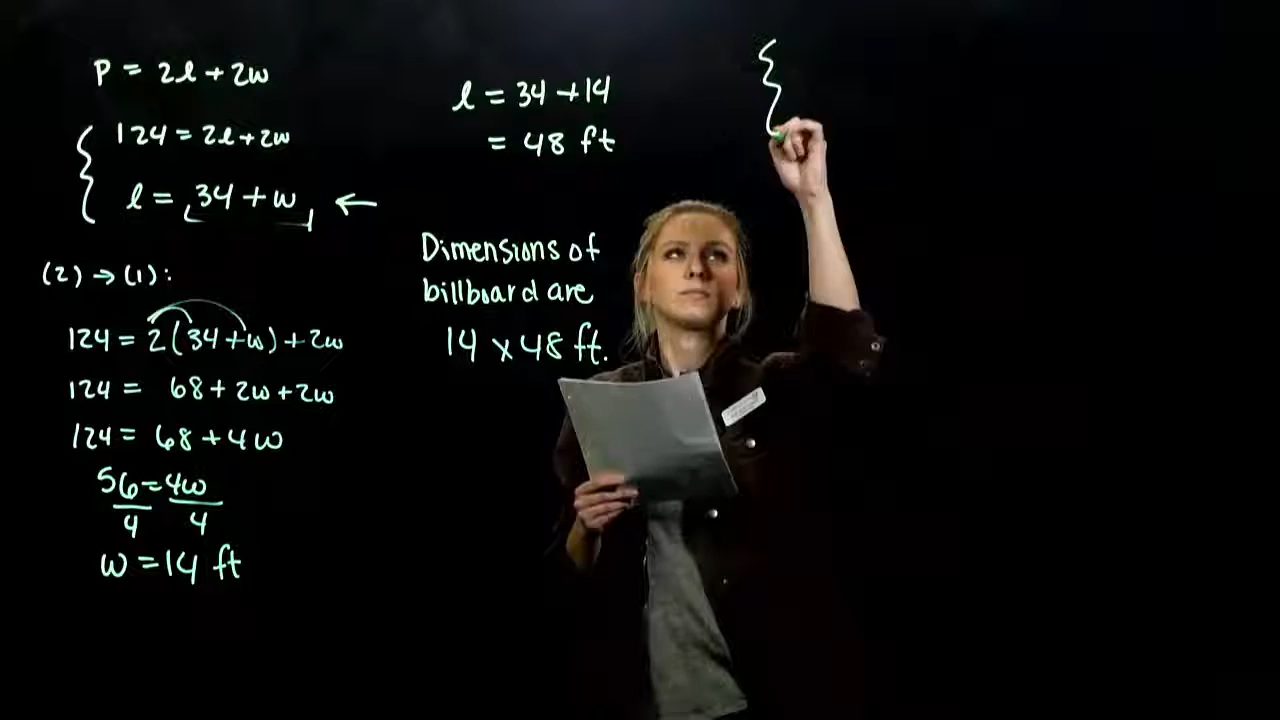 P = 2l + 2w
124 = 2l + 2w
l = 34 + w ←
(2) → (1):
124 = 2(34 + w) + 2w
124 = 68 + 2w + 2w
124 = 68 + 4w
56 = 4w
4 4
w = 14 ft
l = 34 + 14
= 48 ft
Dimensions of
billboard are
14 x 48 ft.